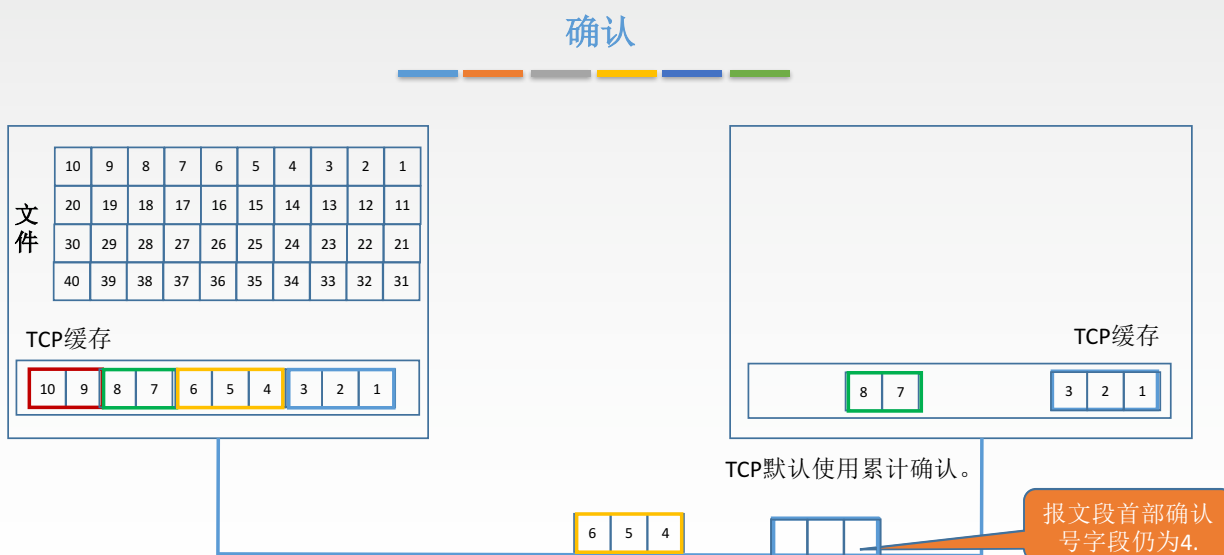 确认
文件
10 9 8 7 6 5 4 3 2 1
20 19 18 17 16 15 14 13 12 11
30 29 28 27 26 25 24 23 22 21
40 39 38 37 36 35 34 33 32 31
TCP缓存
10 9 8 7 6 5 4 3 2 1
TCP缓存
8 7 3 2 1
TCP默认使用累计确认。
6 5 4
报文段首部确认
号字段仍为4.